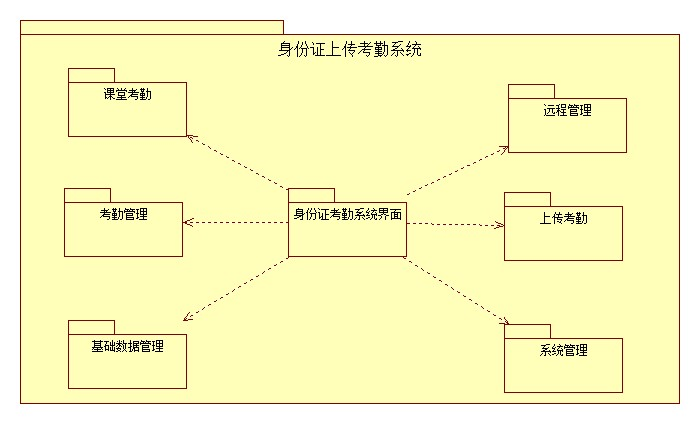 身份证上传考勤系统
课堂考勤
远程管理
考勤管理
身份证考勤系统界面
上传考勤
基础数据管理
系统管理